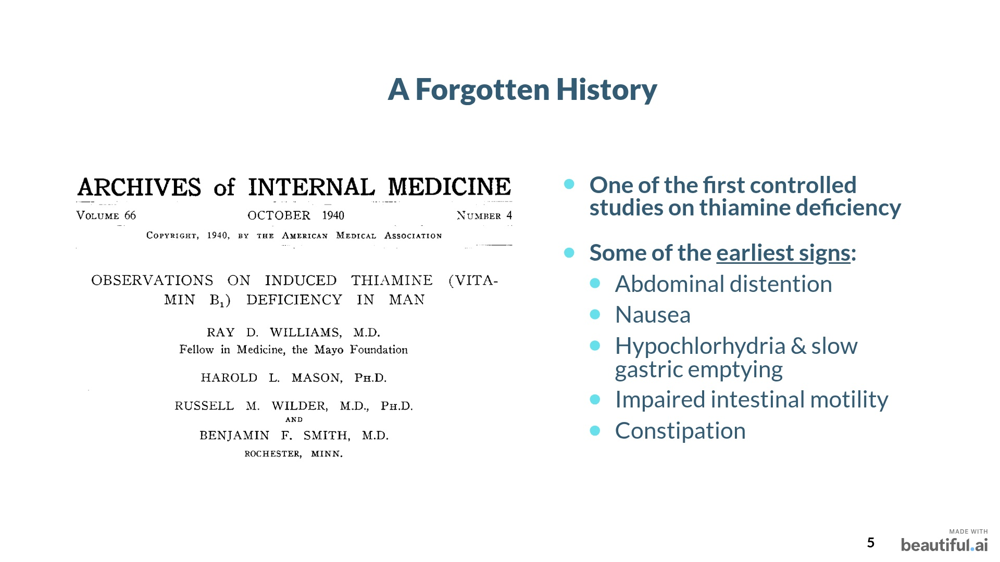 A Forgotten History
ARCHIVES of INTERNAL MEDICINE
VOLUME 66 OCTOBER 1940 NUMBER 4
COPYRIGHT, 1940, BY THE AMERICAN MEDICAL ASSOCIATION
OBSERVATIONS ON INDUCED THIAMINE (VITA-
MIN B₁) DEFICIENCY IN MAN
RAY D. WILLIAMS, M.D.
Fellow in Medicine, the Mayo Foundation
HAROLD L. MASON, PH.D.
RUSSELL M. WILDER, M.D., PH.D.
AND
BENJAMIN F. SMITH, M.D.
ROCHESTER, MINN.
One of the first controlled
studies on thiamine deficiency
Some of the earliest signs:
Abdominal distention
Nausea
Hypochlorhydria & slow
gastric emptying
Impaired intestinal motility
Constipation
5
MADE WITH
beautiful.ai